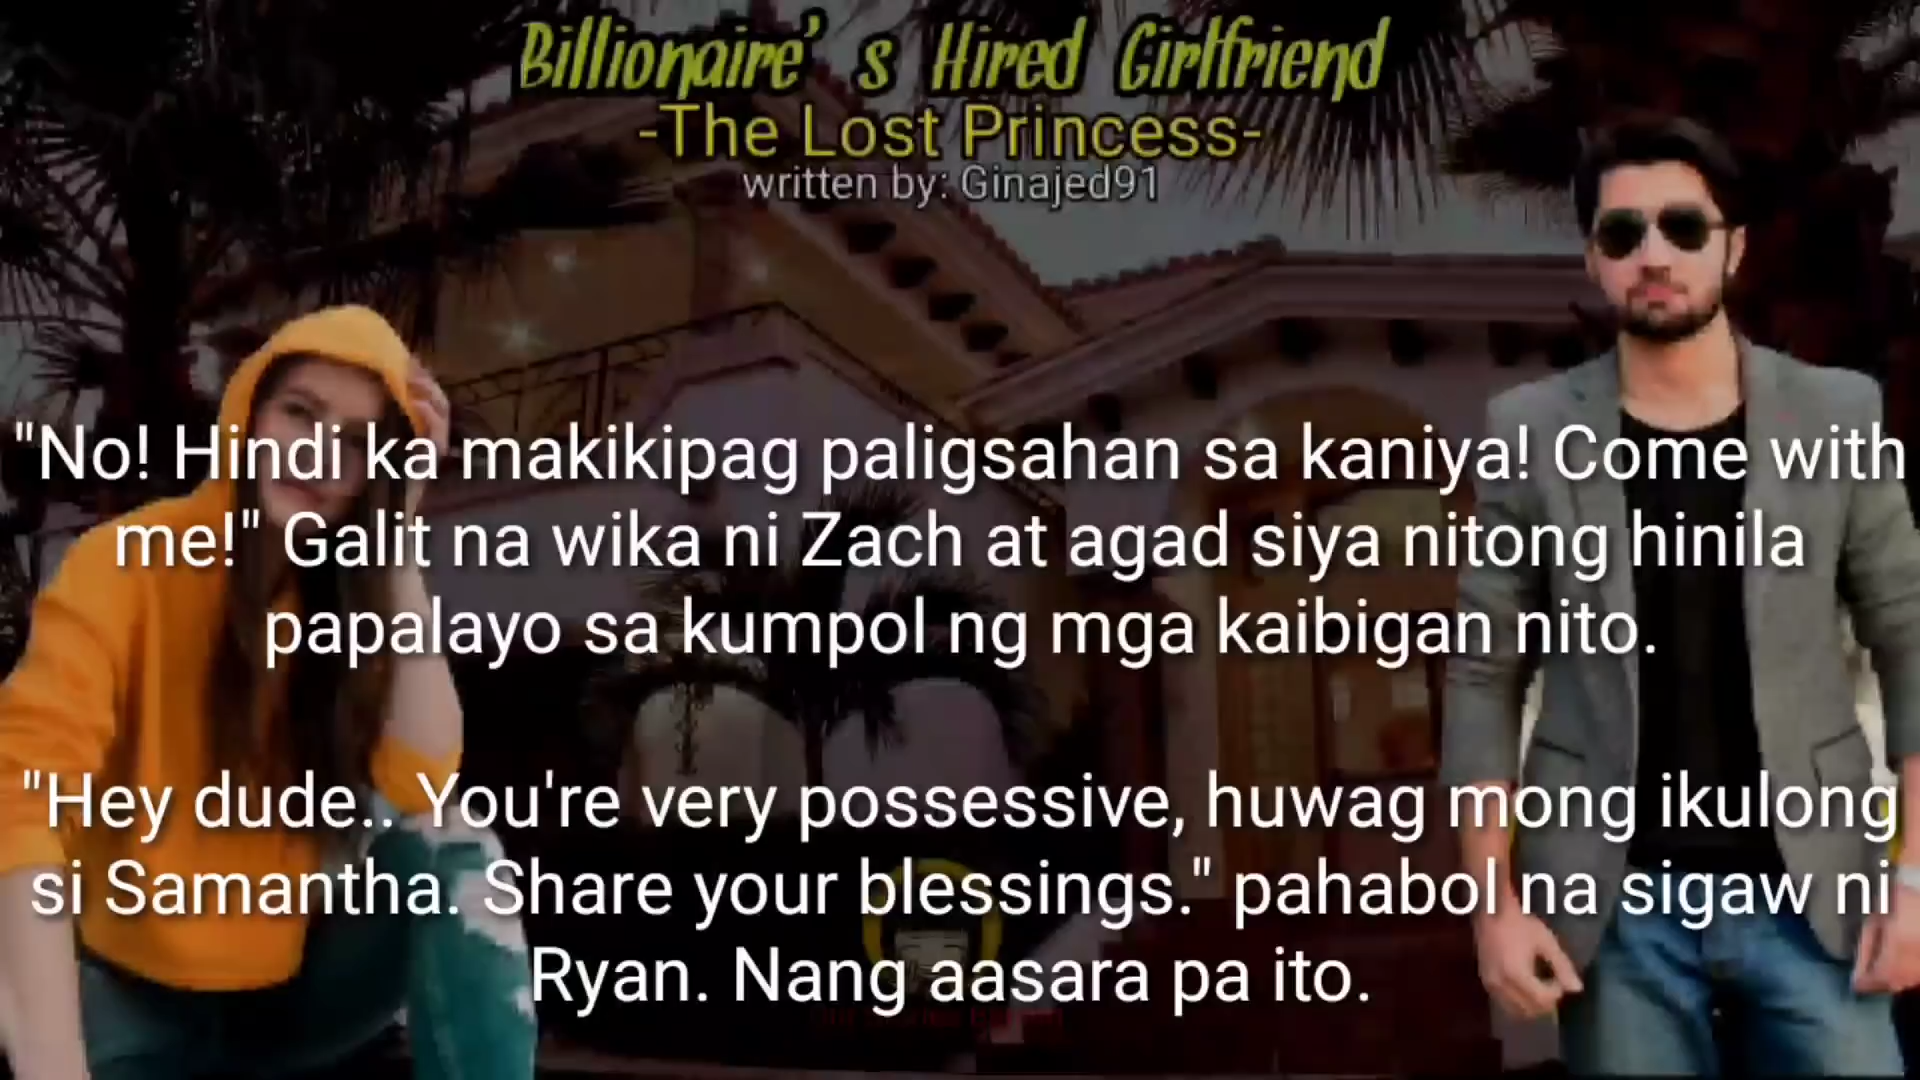 Billionaire' s Hired Girlfriend
-The Lost Princess-
written by: Ginajed91
"No! Hindi ka makikipag paligsahan sa kaniya! Come with
me!" Galit na wika ni Zach at agad siya nitong hinila
papalayo sa kumpol ng mga kaibigan nito.
"Hey dude.. You're very possessive, huwag mong ikulong
si Samantha. Share your blessings." pahabol na sigaw ni
Ryan. Nang aasara pa ito.